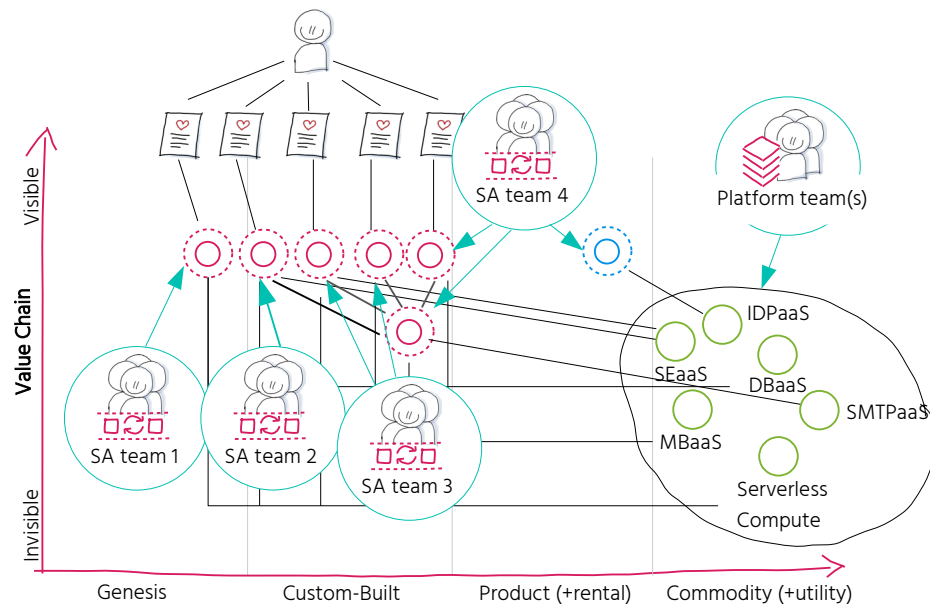 SA team 4
Platform team(s)
Visible
Value Chain
Invisible
IDPaaS
SEaaS
DBaaS
SMTPaaS
MBaaS
Serverless
Compute
SA team 1
SA team 2
SA team 3
Genesis
Custom-Built
Product (+rental)
Commodity (+utility)